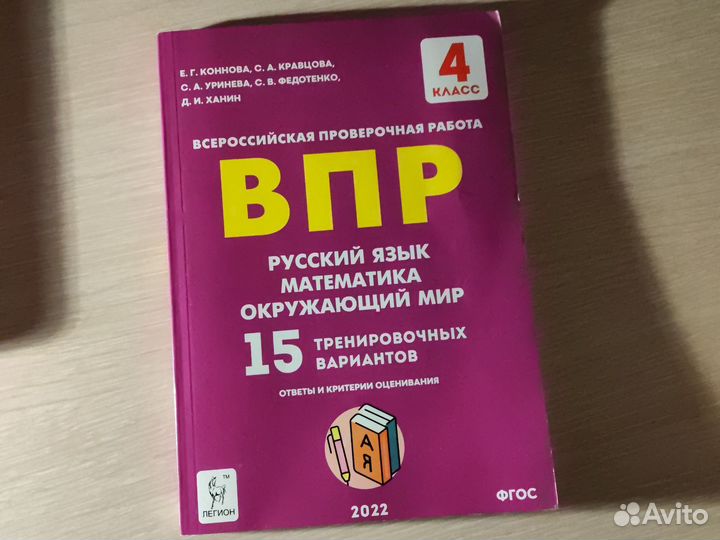 Е. Г. КОННОВА, С. А. КРАВЦОВА,
С. А. УРИНЕВА, С. В. ФЕДОТЕНКО,
Д. И. ХАНИН
4
КЛАСС
ВСЕРОССИЙСКАЯ ПРОВЕРОЧНАЯ РАБОТА
ВПР
РУССКИЙ ЯЗЫК
МАТЕМАТИКА
ОКРУЖАЮЩИЙ МИР
15 ТРЕНИРОВОЧНЫХ
ВАРИАНТОВ
ОТВЕТЫ И КРИТЕРИИ ОЦЕНИВАНИЯ
А
Я
TM
ЛЕГИОН
2022
ФГОС
Avito